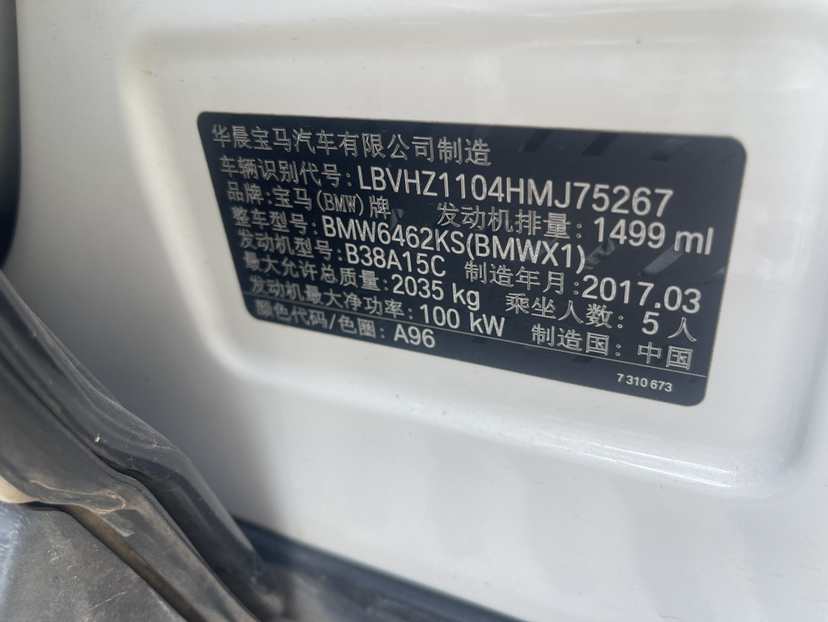 华晨宝马汽车有限公司制造
车辆识别代号: LBVHZ1104HMJ75267
品牌: 宝马(BMW)牌 发动机排量: 1499 ml
整车型号: BMW6462KS(BMWX1)
发动机型号: B38A15C 制造年月: 2017.03
最大允许总质量: 2035 kg 乘坐人数: 5 人
发动机最大净功率: 100 kW 制造国: 中国
颜色代码/色圈: A96
7 310 673